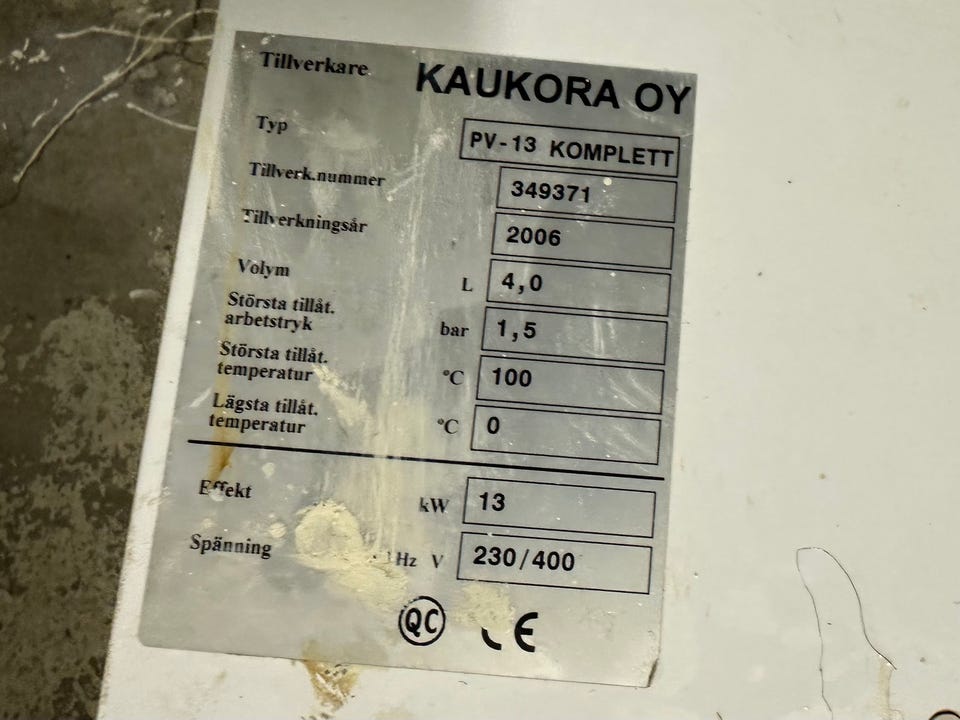 Tillverkare KAUKORA OY
Typ PV-13 KOMPLETT
Tillverk.nummer 349371
Tillverkningsår 2006
Volym L 4,0
Största tillåt.
arbetstryk bar 1,5
Största tillåt.
temperatur °C 100
Lägsta tillåt.
temperatur °C 0
Effekt kW 13
Spänning Hz V 230/400
QC CE